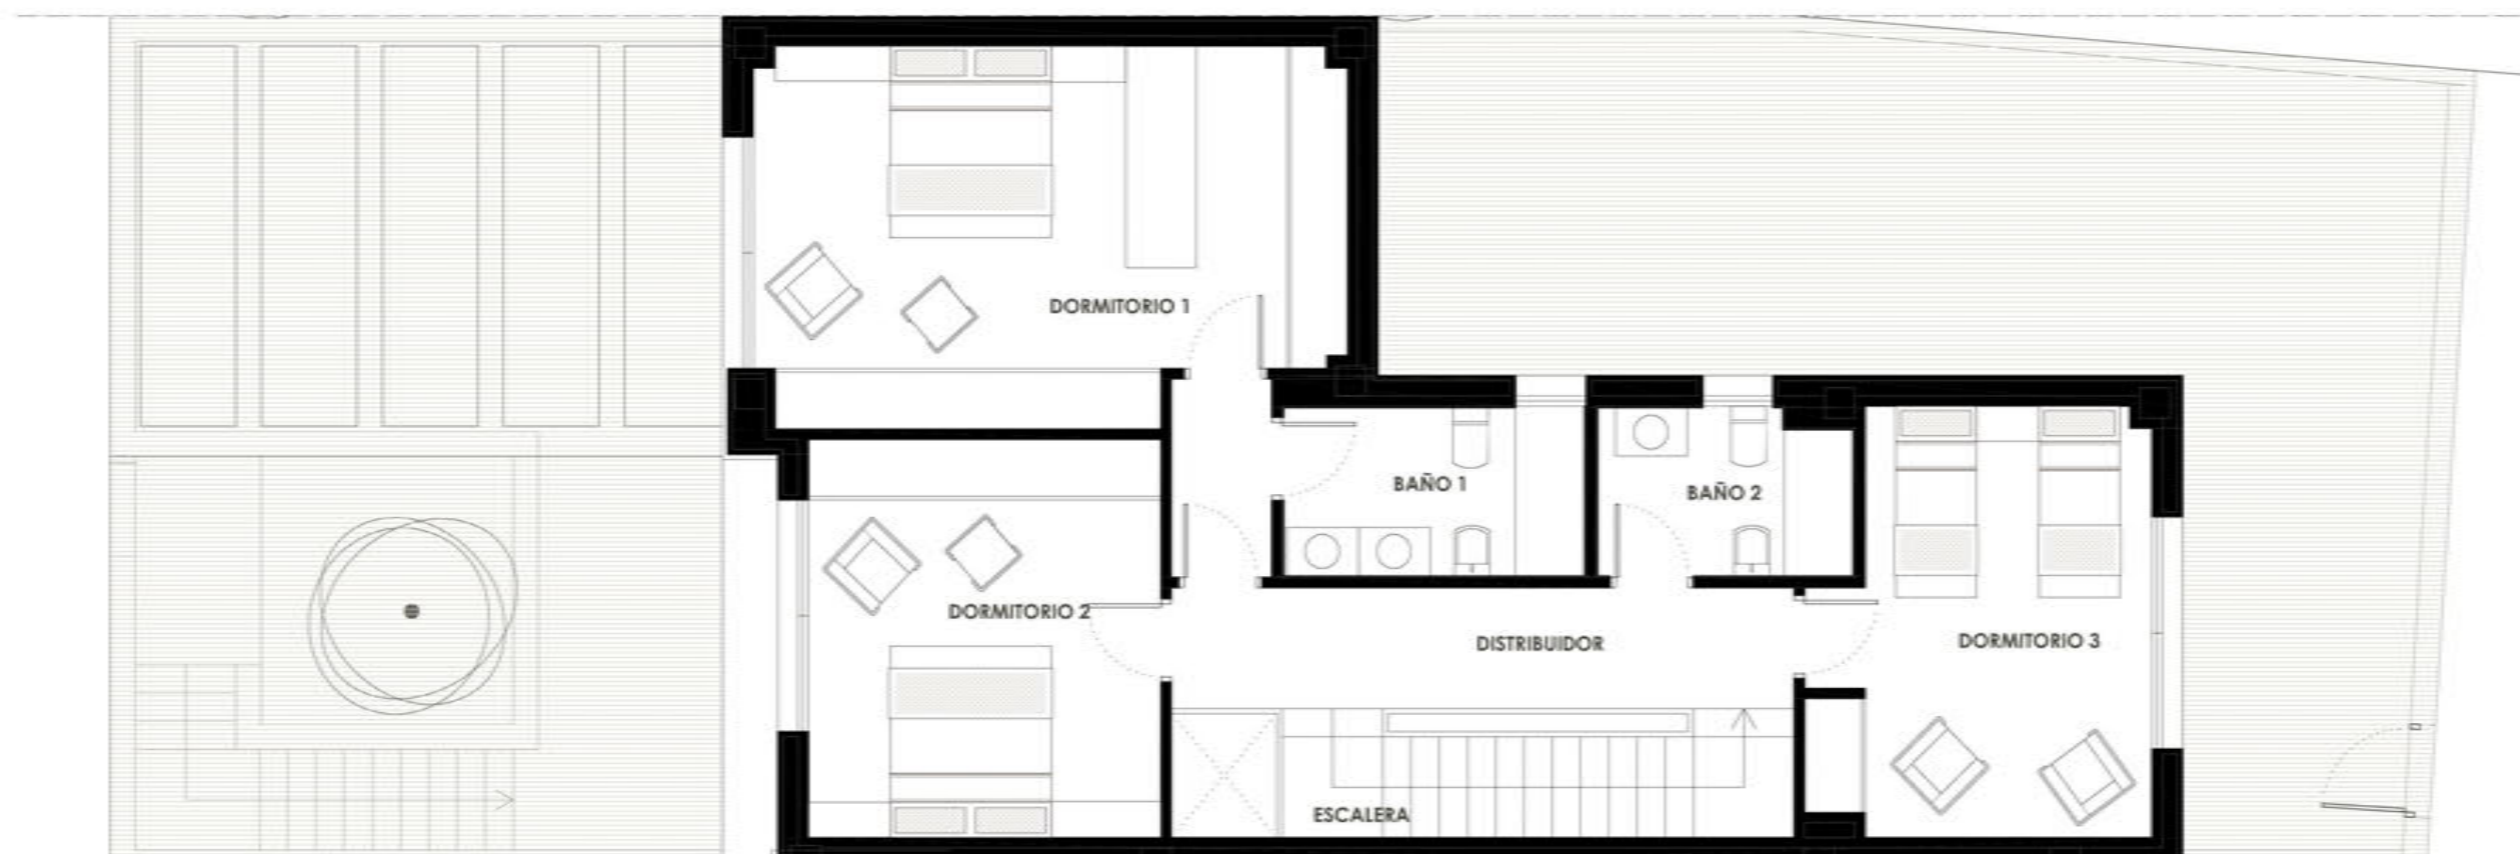 DORMITORIO 1
BAÑO 1
BAÑO 2
DORMITORIO 2
DISTRIBUIDOR
DORMITORIO 3
ESCALERA